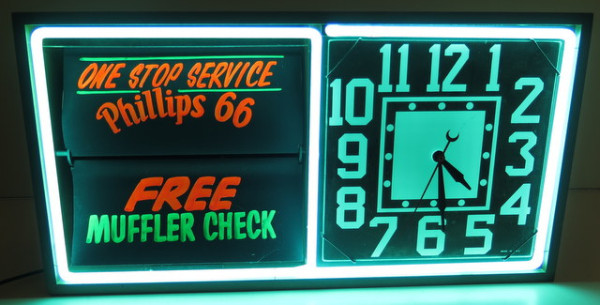 ONE STOP SERVICE
Phillips 66
FREE
MUFFLER CHECK
11 12 1
10 2
9 3
8 4
7 6 5